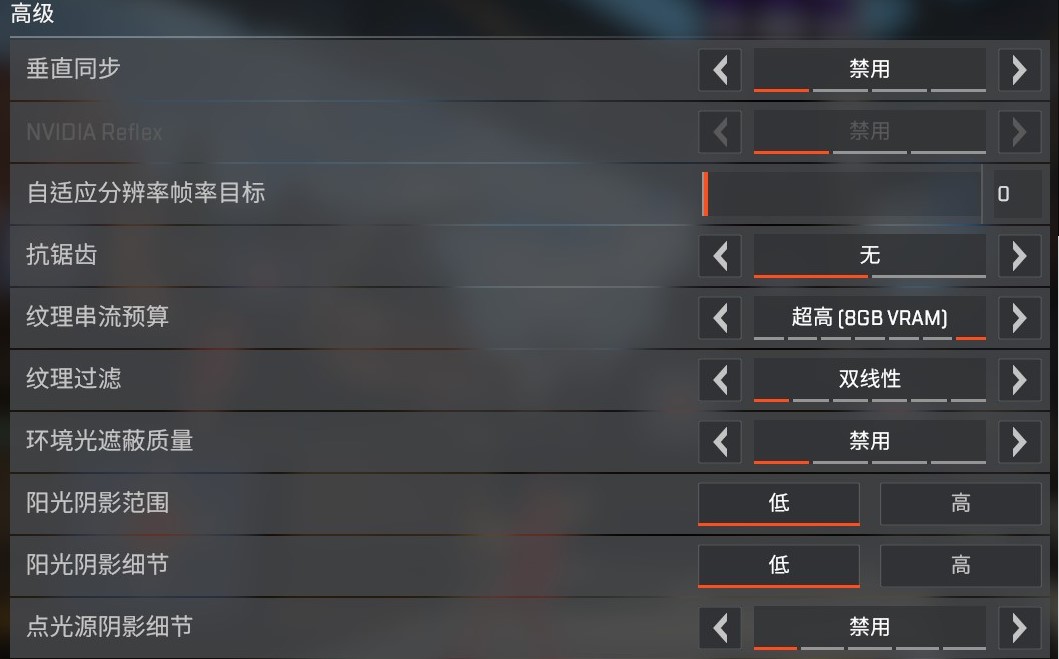 高级
垂直同步 禁用
NVIDIA Reflex 禁用
自适应分辨率帧率目标 0
抗锯齿 无
纹理串流预算 超高 (8GB VRAM)
纹理过滤 双线性
环境光遮蔽质量 禁用
阳光阴影范围 低 高
阳光阴影细节 低 高
点光源阴影细节 禁用